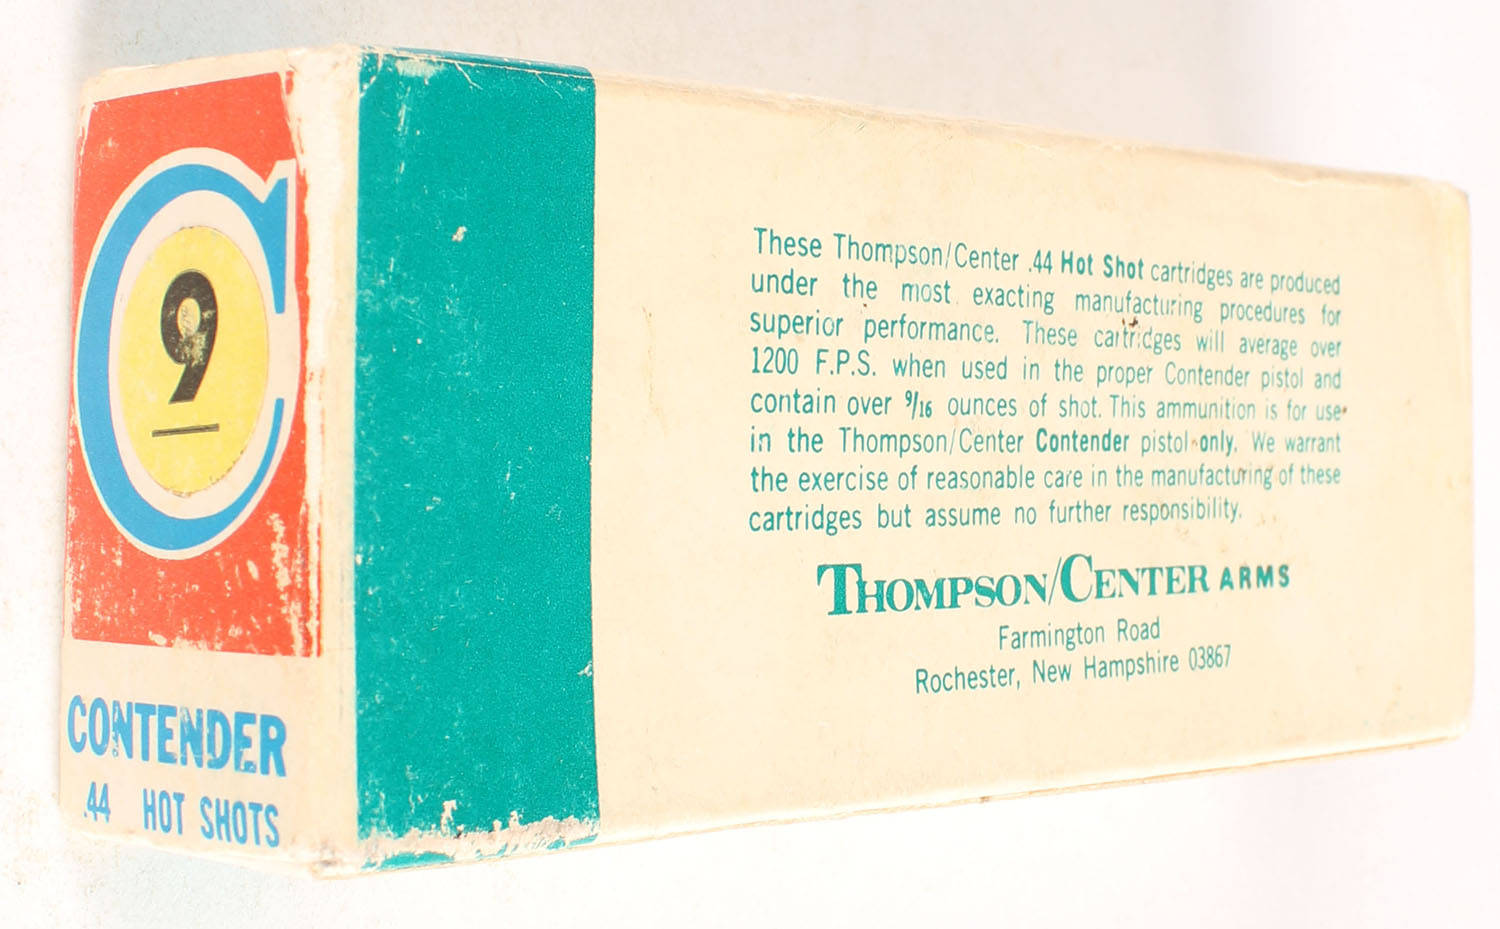 C
9
CONTENDER
.44 HOT SHOTS
These Thompson/Center .44 Hot Shot cartridges are produced
under the most exacting manufacturing procedures for
superior performance. These cartridges will average over
1200 F.P.S. when used in the proper Contender pistol and
contain over 9/16 ounces of shot. This ammunition is for use
in the Thompson/Center Contender pistol only. We warrant
the exercise of reasonable care in the manufacturing of these
cartridges but assume no further responsibility.
THOMPSON/CENTER ARMS
Farmington Road
Rochester, New Hampshire 03867